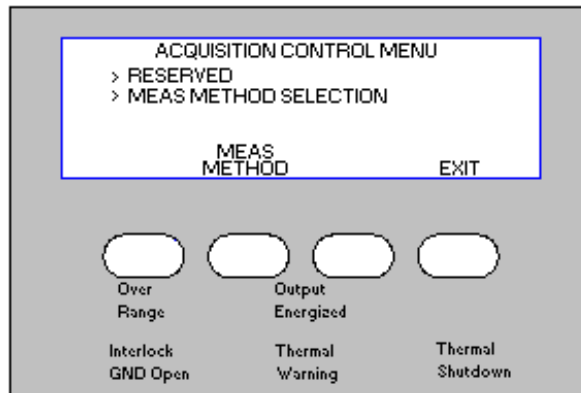 ACQUISITION CONTROL MENU
> RESERVED
> MEAS METHOD SELECTION
MEAS
METHOD EXIT
Over Output
Range Energized
Interlock Thermal Thermal
GND Open Warning Shutdown